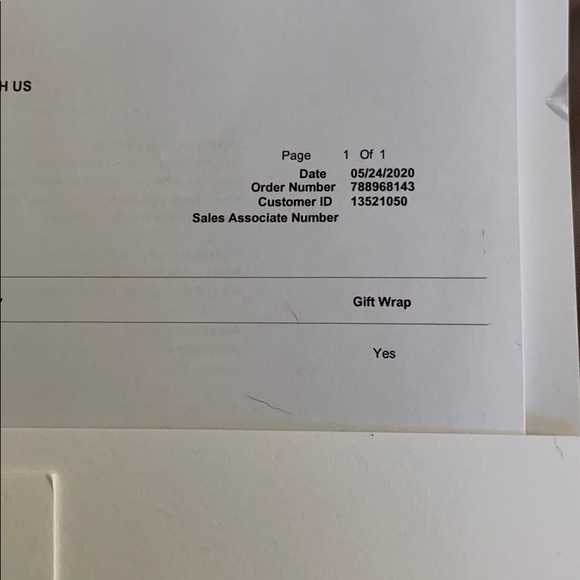 H US
Page 1 Of 1
Date 05/24/2020
Order Number 788968143
Customer ID 13521050
Sales Associate Number
Gift Wrap
Yes